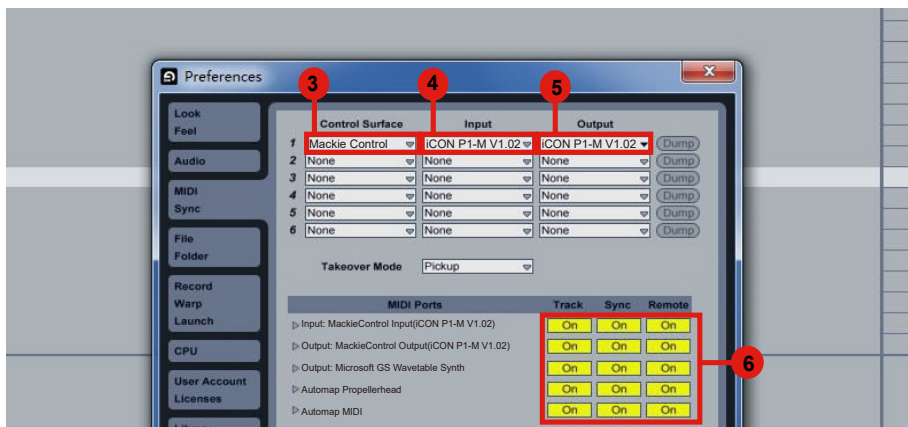 Preferences
X
3
4
5
Look
Feel
Audio
MIDI
Sync
File
Folder
Record
Warp
Launch
CPU
User Account
Licenses
Control Surface Input Output
1 Mackie Control iCON P1-M V1.02 iCON P1-M V1.02 Dump
2 None None None Dump
3 None None None Dump
4 None None None Dump
5 None None None Dump
6 None None None Dump
Takeover Mode Pickup
MIDI Ports Track Sync Remote
Input: MackieControl Input(iCON P1-M V1.02) On On On
Output: MackieControl Output(iCON P1-M V1.02) On On On
Output: Microsoft GS Wavetable Synth On On On
Automap Propellerhead On On On
Automap MIDI On On On
6